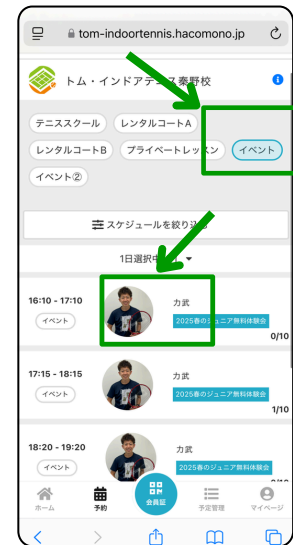 tom-indoortennis.hacomono.jp
トム・インドアテニス秦野校
テニススクール
レンタルコートA
レンタルコートB
プライベートレッスン
イベント
イベント②
スケジュールを絞り込む
1日選択中
16:10 - 17:10
イベント
力武
2025春のジュニア無料体験会
0/10
17:15 - 18:15
イベント
力武
2025春のジュニア無料体験会
1/10
18:20 - 19:20
イベント
力武
2025春のジュニア無料体験会
ホーム
予約
会員証
予定管理
マイページ